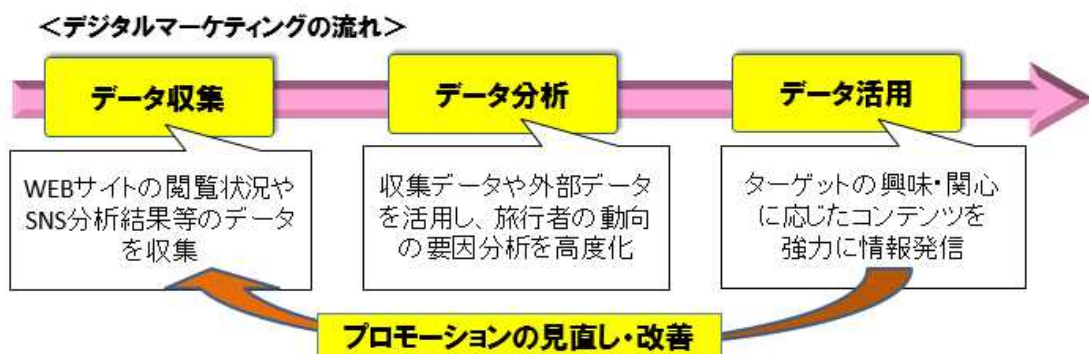 ＜デジタルマーケティングの流れ＞
データ収集
データ分析
データ活用
WEBサイトの閲覧状況や
SNS分析結果等のデータ
を収集
収集データや外部データ
を活用し、旅行者の動向
の要因分析を高度化
ターゲットの興味・関心
に応じたコンテンツを
強力に情報発信
プロモーションの見直し・改善